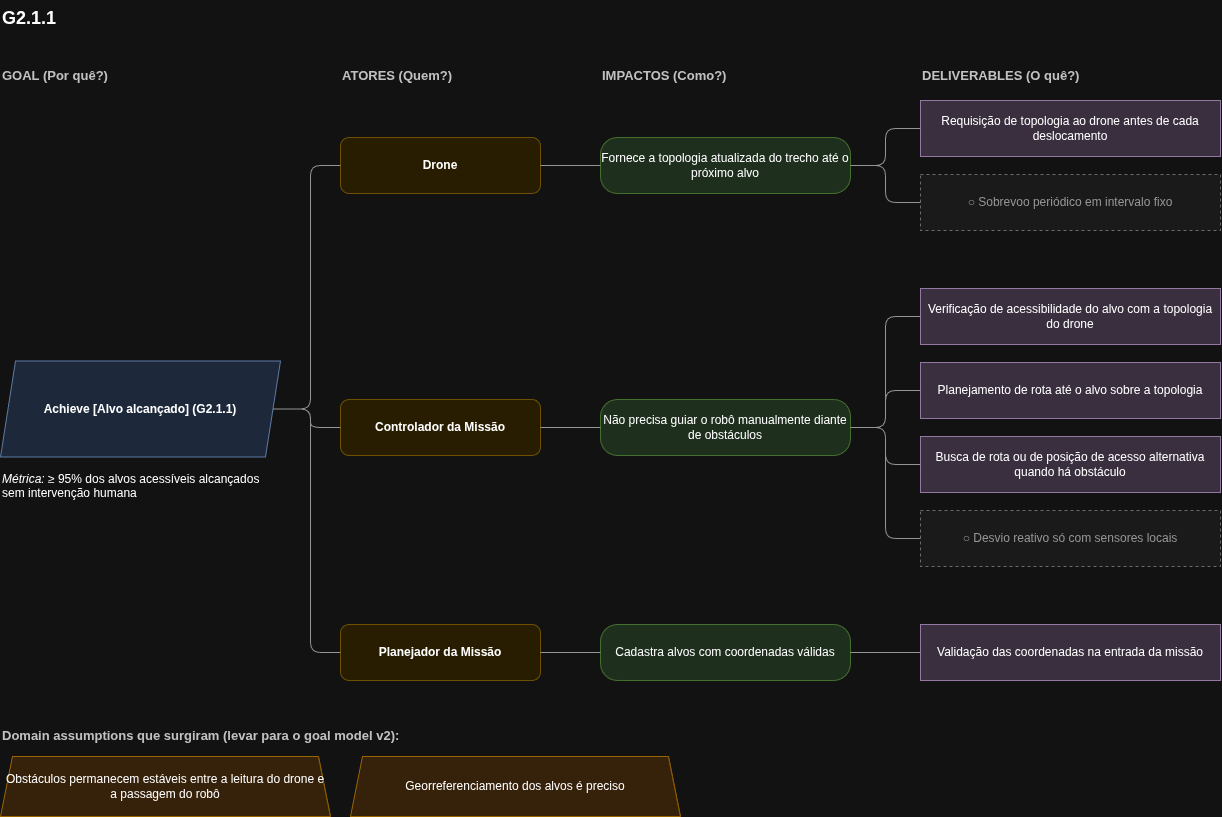 G2.1.1
GOAL (Por quê?)
ATORES (Quem?)
IMPACTOS (Como?)
DELIVERABLES (O quê?)
Achieve [Alvo alcançado] (G2.1.1)
Métrica: ≥ 95% dos alvos acessíveis alcançados
sem intervenção humana
Drone
Fornece a topologia atualizada do trecho até o
próximo alvo
Requisição de topologia ao drone antes de cada
deslocamento
○ Sobrevoo periódico em intervalo fixo
Controlador da Missão
Não precisa guiar o robô manualmente diante
de obstáculos
Verificação de acessibilidade do alvo com a topologia
do drone
Planejamento de rota até o alvo sobre a topologia
Busca de rota ou de posição de acesso alternativa
quando há obstáculo
○ Desvio reativo só com sensores locais
Planejador da Missão
Cadastra alvos com coordenadas válidas
Validação das coordenadas na entrada da missão
Domain assumptions que surgiram (levar para o goal model v2):
Obstáculos permanecem estáveis entre a leitura do drone e
a passagem do robô
Georreferenciamento dos alvos é preciso